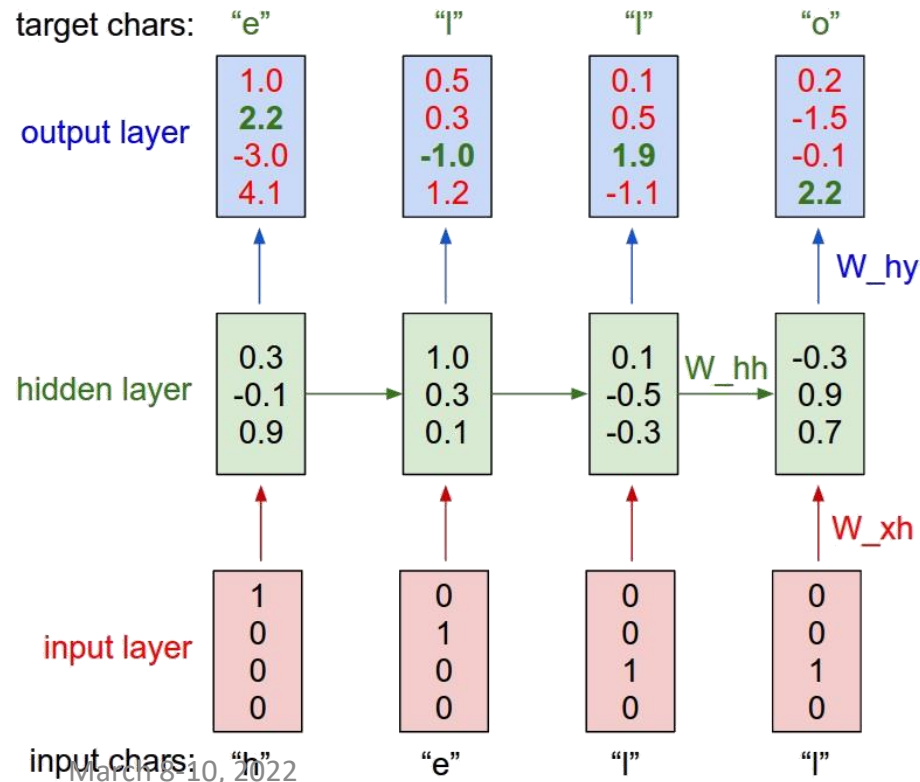 target chars: “e” “l” “l” “o”
1.0 0.5 0.1 0.2
2.2 0.3 0.5 -1.5
output layer
-3.0 -1.0 1.9 -0.1
4.1 1.2 -1.1 2.2
W_hy
0.3 1.0 0.1 W_hh -0.3
hidden layer -0.1 0.3 -0.5 0.9
0.9 0.1 -0.3 0.7
W_xh
1 0 0 0
0 1 0 0
input layer
0 0 1 1
0 0 0 0
input chars: “h” “e” “l” “l”
March 8-10, 2022